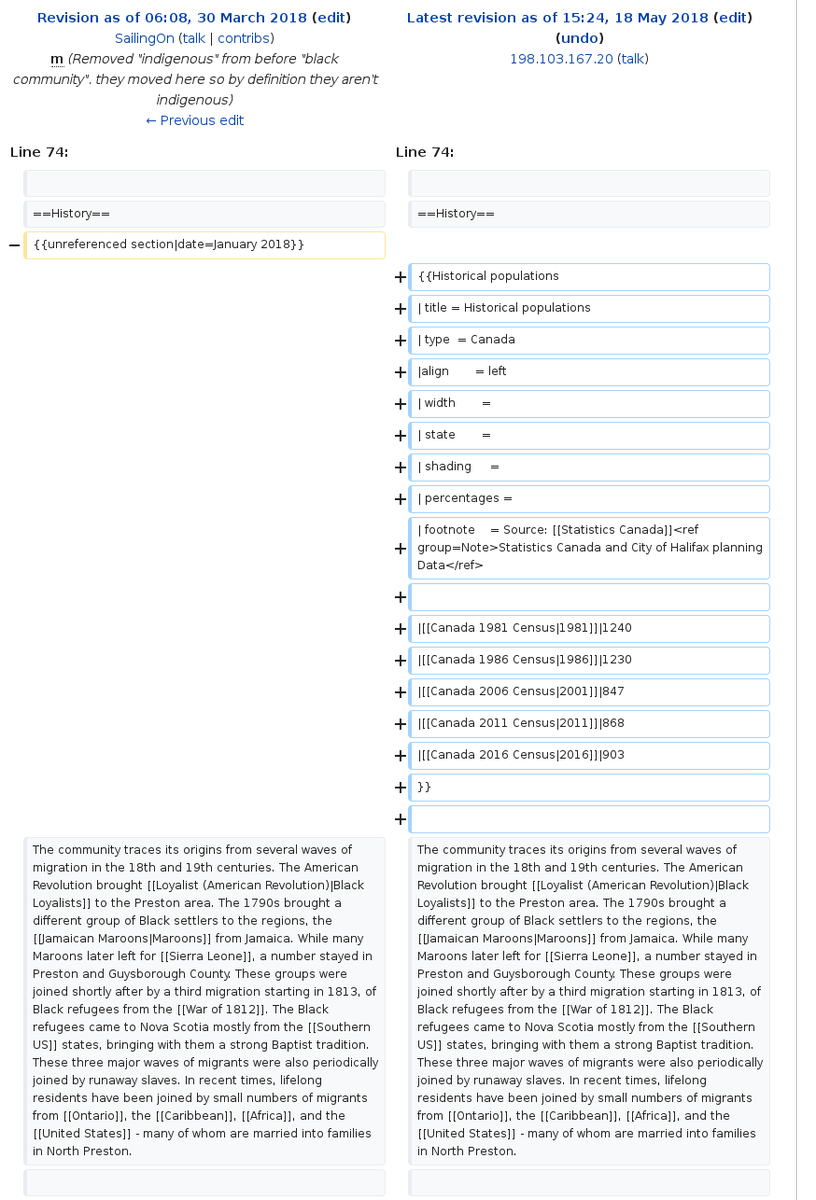 Revision as of 06:08, 30 March 2018 (edit)
SailingOn (talk | contribs)
m (Removed "indigenous" from before "black
community". they moved here so by definition they aren't
indigenous)
← Previous edit
Latest revision as of 15:24, 18 May 2018 (edit)
(undo)
198.103.167.20 (talk)
Line 74:
Line 74:
==History==
==History==
− {{unreferenced section|date=January 2018}}
+ {{Historical populations
+ | title = Historical populations
+ | type = Canada
+ |align = left
+ | width =
+ | state =
+ | shading =
+ | percentages =
+ | footnote = Source: [[Statistics Canada]]<ref
group=Note>Statistics Canada and City of Halifax planning
Data</ref>
+
+ |[[Canada 1981 Census|1981]]|1240
+ |[[Canada 1986 Census|1986]]|1230
+ |[[Canada 2006 Census|2001]]|847
+ |[[Canada 2011 Census|2011]]|868
+ |[[Canada 2016 Census|2016]]|903
+ }}
+
The community traces its origins from several waves of
migration in the 18th and 19th centuries. The American
Revolution brought [[Loyalist (American Revolution)|Black
Loyalists]] to the Preston area. The 1790s brought a
different group of Black settlers to the regions, the
[[Jamaican Maroons|Maroons]] from Jamaica. While many
Maroons later left for [[Sierra Leone]], a number stayed in
Preston and Guysborough County. These groups were
joined shortly after by a third migration starting in 1813, of
Black refugees from the [[War of 1812]]. The Black
refugees came to Nova Scotia mostly from the [[Southern
US]] states, bringing with them a strong Baptist tradition.
These three major waves of migrants were also periodically
joined by runaway slaves. In recent times, lifelong
residents have been joined by small numbers of migrants
from [[Ontario]], the [[Caribbean]], [[Africa]], and the
[[United States]] - many of whom are married into families
in North Preston.
The community traces its origins from several waves of
migration in the 18th and 19th centuries. The American
Revolution brought [[Loyalist (American Revolution)|Black
Loyalists]] to the Preston area. The 1790s brought a
different group of Black settlers to the regions, the
[[Jamaican Maroons|Maroons]] from Jamaica. While many
Maroons later left for [[Sierra Leone]], a number stayed in
Preston and Guysborough County. These groups were
joined shortly after by a third migration starting in 1813, of
Black refugees from the [[War of 1812]]. The Black
refugees came to Nova Scotia mostly from the [[Southern
US]] states, bringing with them a strong Baptist tradition.
These three major waves of migrants were also periodically
joined by runaway slaves. In recent times, lifelong
residents have been joined by small numbers of migrants
from [[Ontario]], the [[Caribbean]], [[Africa]], and the
[[United States]] - many of whom are married into families
in North Preston.